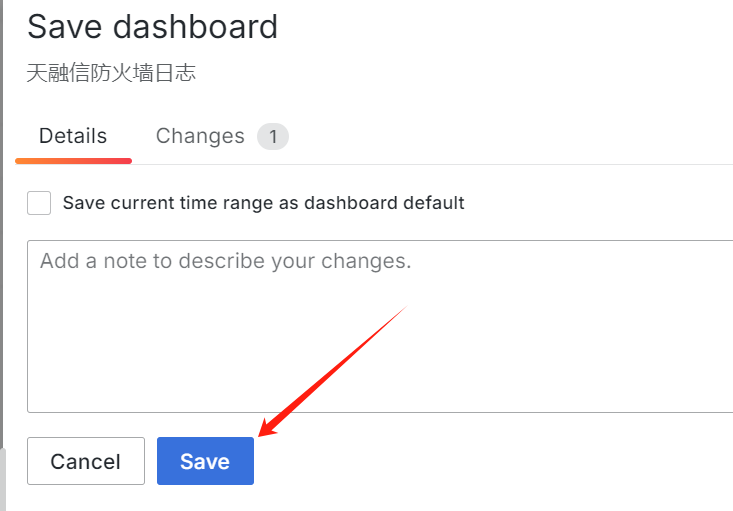 Save dashboard
天融信防火墙日志
Details Changes 1
Save current time range as dashboard default
Add a note to describe your changes.
Cancel Save